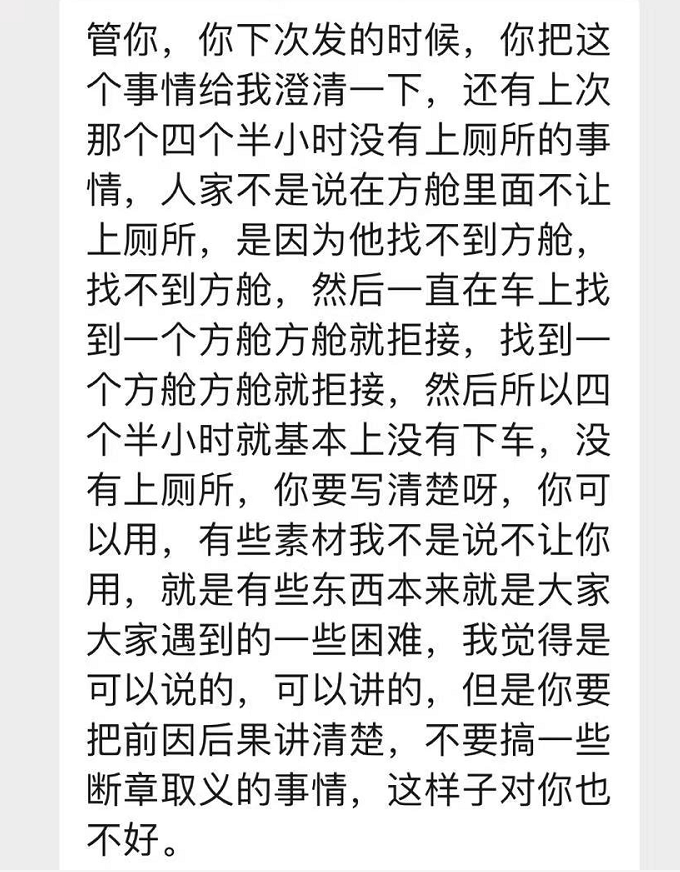 管你，你下次发的时候，你把这
个事情给我澄清一下，还有上次
那个四个半小时没有上厕所的事
情，人家不是说在方舱里面不让
上厕所，是因为他找不到方舱，
找不到方舱，然后一直在车上找
到一个方舱方舱就拒接，找到一
个方舱方舱就拒接，然后所以四
个半小时就基本上没有下车，没
有上厕所，你要写清楚呀，你可
以用，有些素材我不是说不让你
用，就是有些东西本来就是大家
大家遇到的一些困难，我觉得是
可以说的，可以讲的，但是你要
把前因后果讲清楚，不要搞一些
断章取义的事情，这样子对你也
不好。